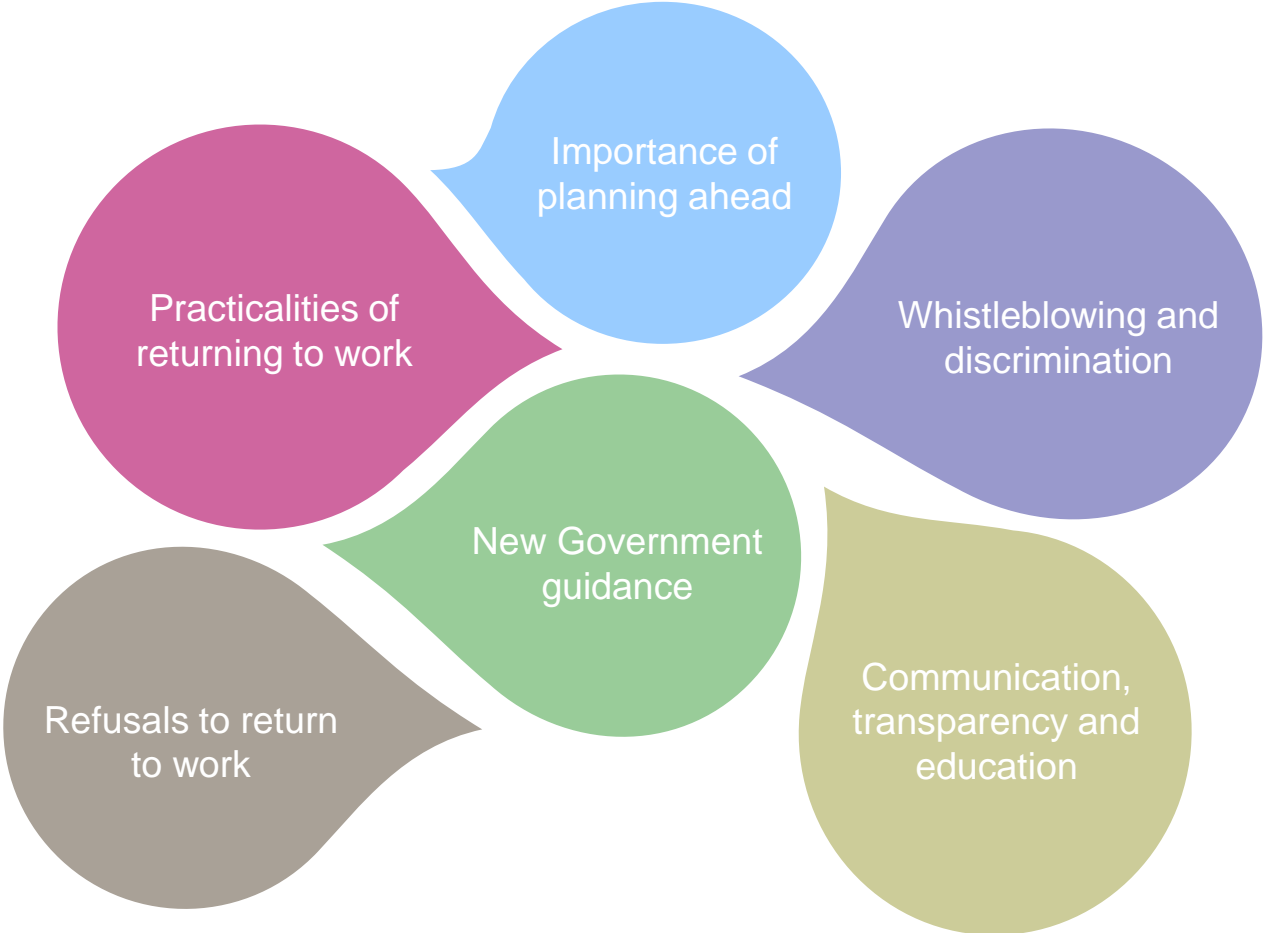 Importance of
planning ahead
Practicalities of
returning to work
Whistleblowing and
discrimination
New Government
guidance
Refusals to return
to work
Communication,
transparency and
education